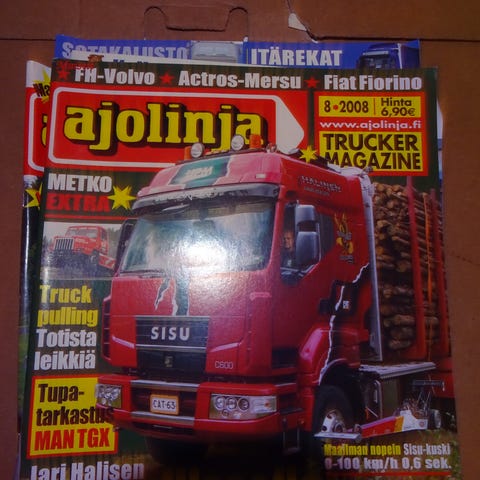 SOTAKALUSTO
ITÄREKAT
FH-Volvo ★ Actros-Mersu ★ Fiat Fiorino
ajolinja
8•2008
Hinta
6,90€
www.ajolinja.fi
TRUCKER
MAGAZINE
METKO
EXTRA
Truck
pulling
Totista
leikkiä
Tupa-
tarkastus
MAN TGX
SISU
C600
CAT-63
Maailman nopein Sisu-kuski
0-100 km/h 0,6 sek.
Jari Halisen